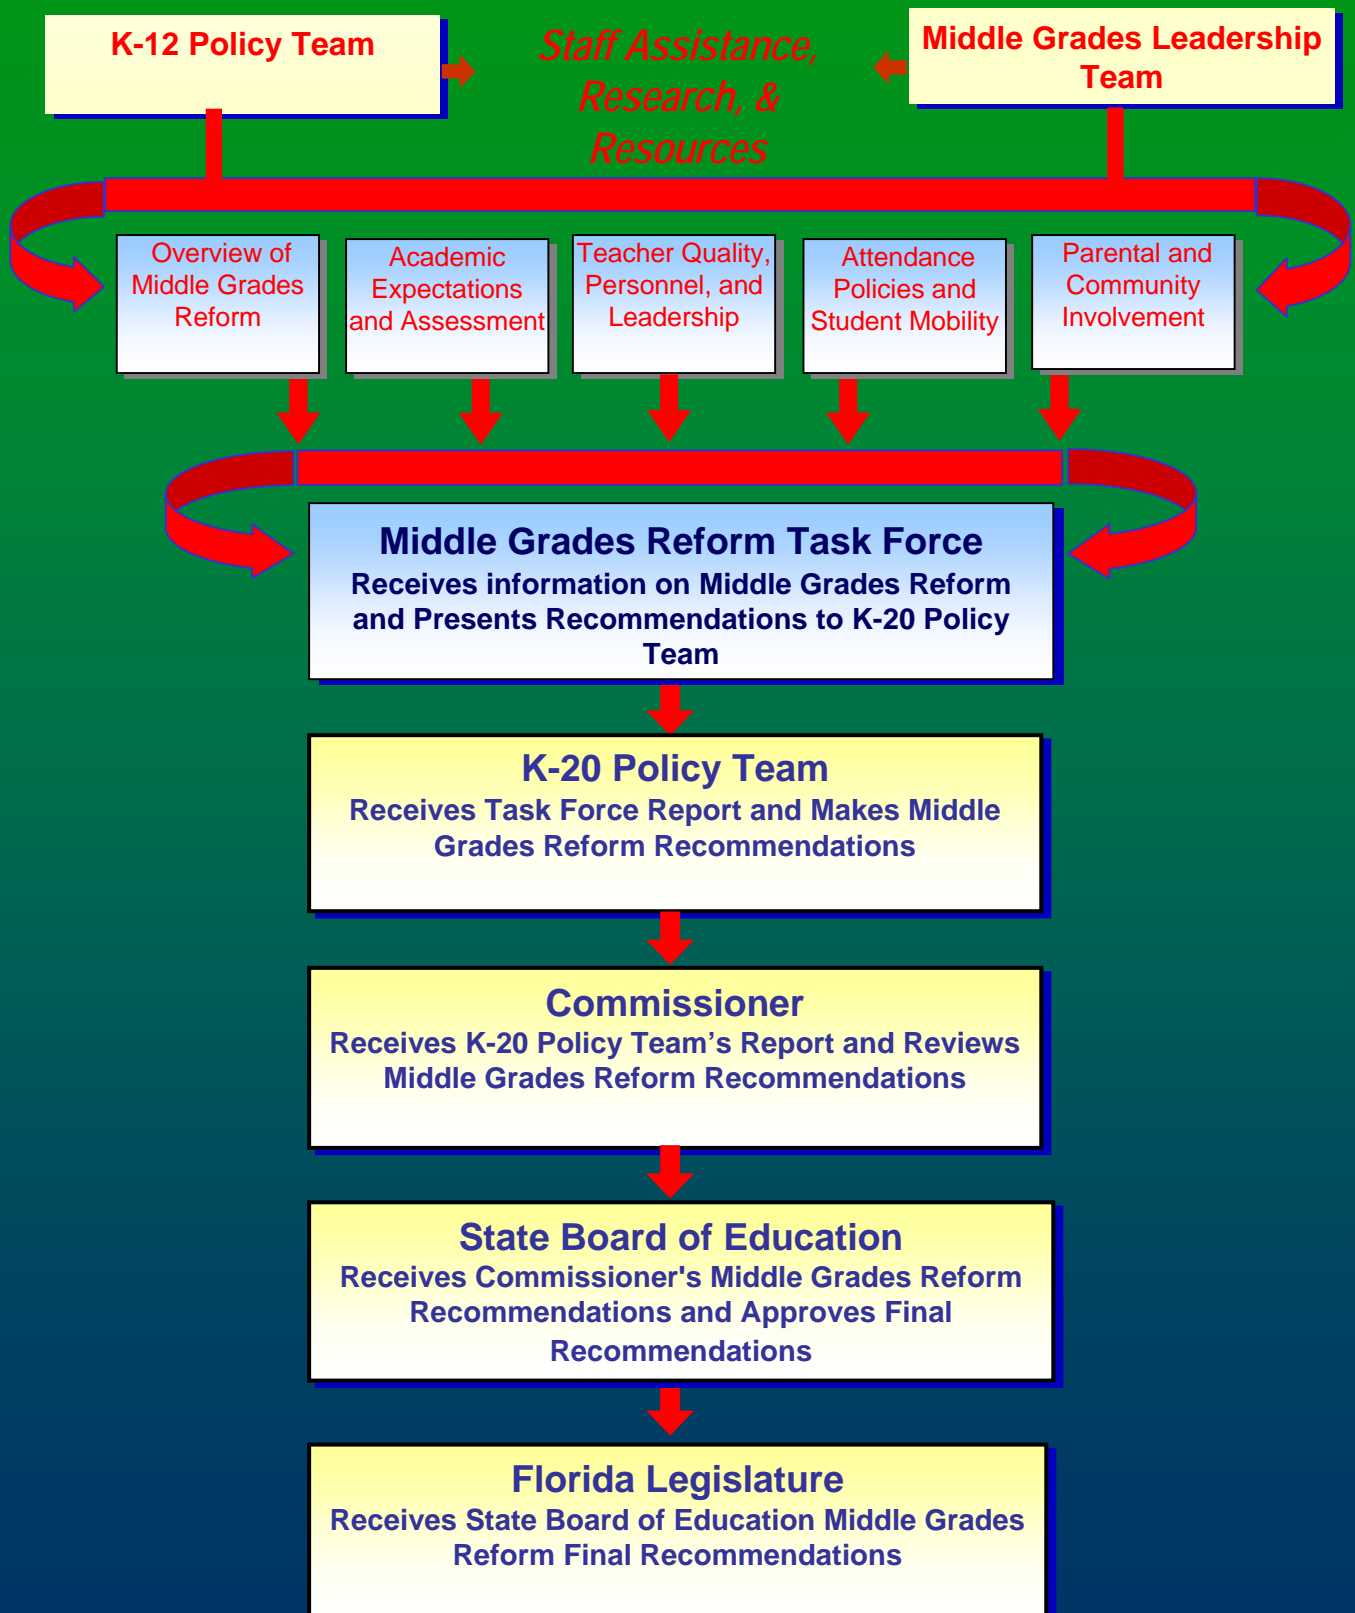 K-12 Policy Team
Staff Assistance,
Research, &
Resources
Middle Grades Leadership
Team
Overview of
Middle Grades
Reform
Academic
Expectations
and Assessment
Teacher Quality,
Personnel, and
Leadership
Attendance
Policies and
Student Mobility
Parental and
Community
Involvement
Middle Grades Reform Task Force
Receives information on Middle Grades Reform
and Presents Recommendations to K-20 Policy
Team
K-20 Policy Team
Receives Task Force Report and Makes Middle
Grades Reform Recommendations
Commissioner
Receives K-20 Policy Team’s Report and Reviews
Middle Grades Reform Recommendations
State Board of Education
Receives Commissioner's Middle Grades Reform
Recommendations and Approves Final
Recommendations
Florida Legislature
Receives State Board of Education Middle Grades
Reform Final Recommendations